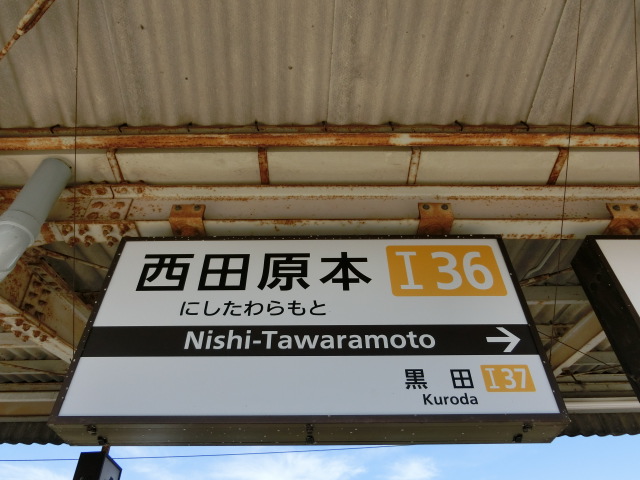 西田原本 I36
にしたわらもと
Nishi-Tawaramoto →
黒田 I37
Kuroda